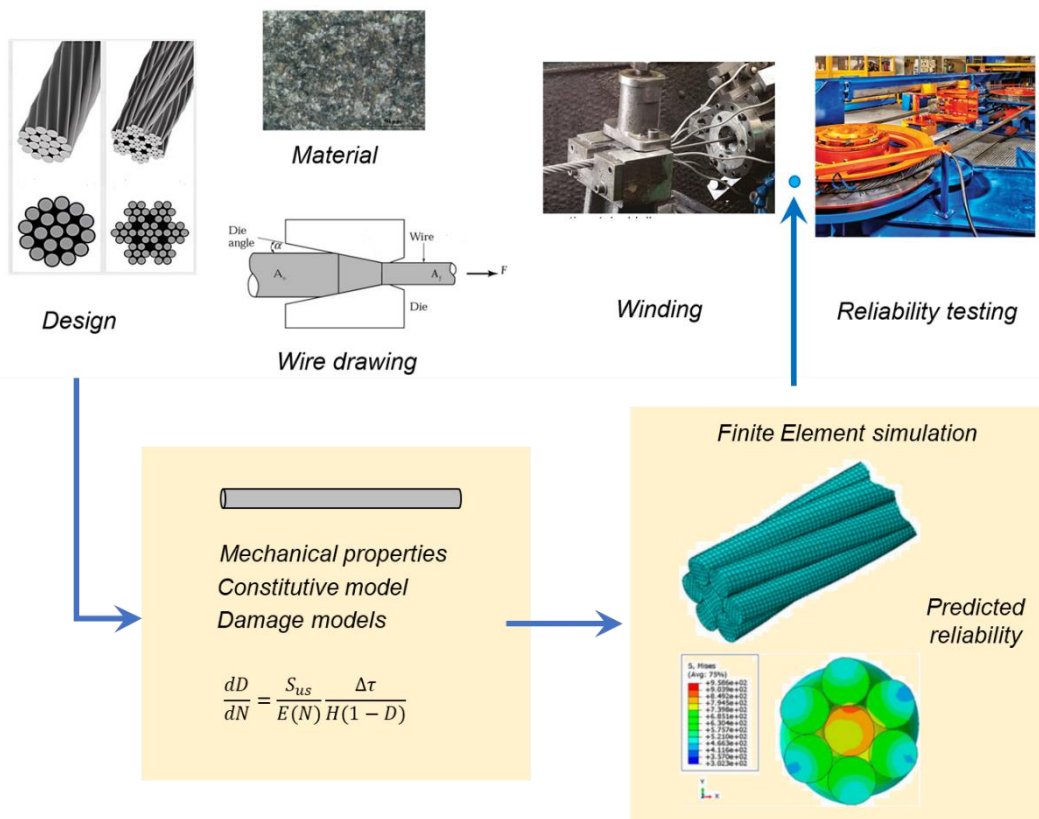 Material
Design
Die
angle
α
Wire
A₀
A_f
F
Die
Wire drawing
Winding
Reliability testing
Mechanical properties
Constitutive model
Damage models
dD/dN = S_us/E(N) Δτ/H(1 − D)
Finite Element simulation
Predicted
reliability
S, Mises
(Avg: 75%)
+9.586e+02
+9.039e+02
+8.492e+02
+7.945e+02
+7.398e+02
+6.851e+02
+6.304e+02
+5.757e+02
+5.210e+02
+4.663e+02
+4.116e+02
+3.570e+02
+3.023e+02
Y
X